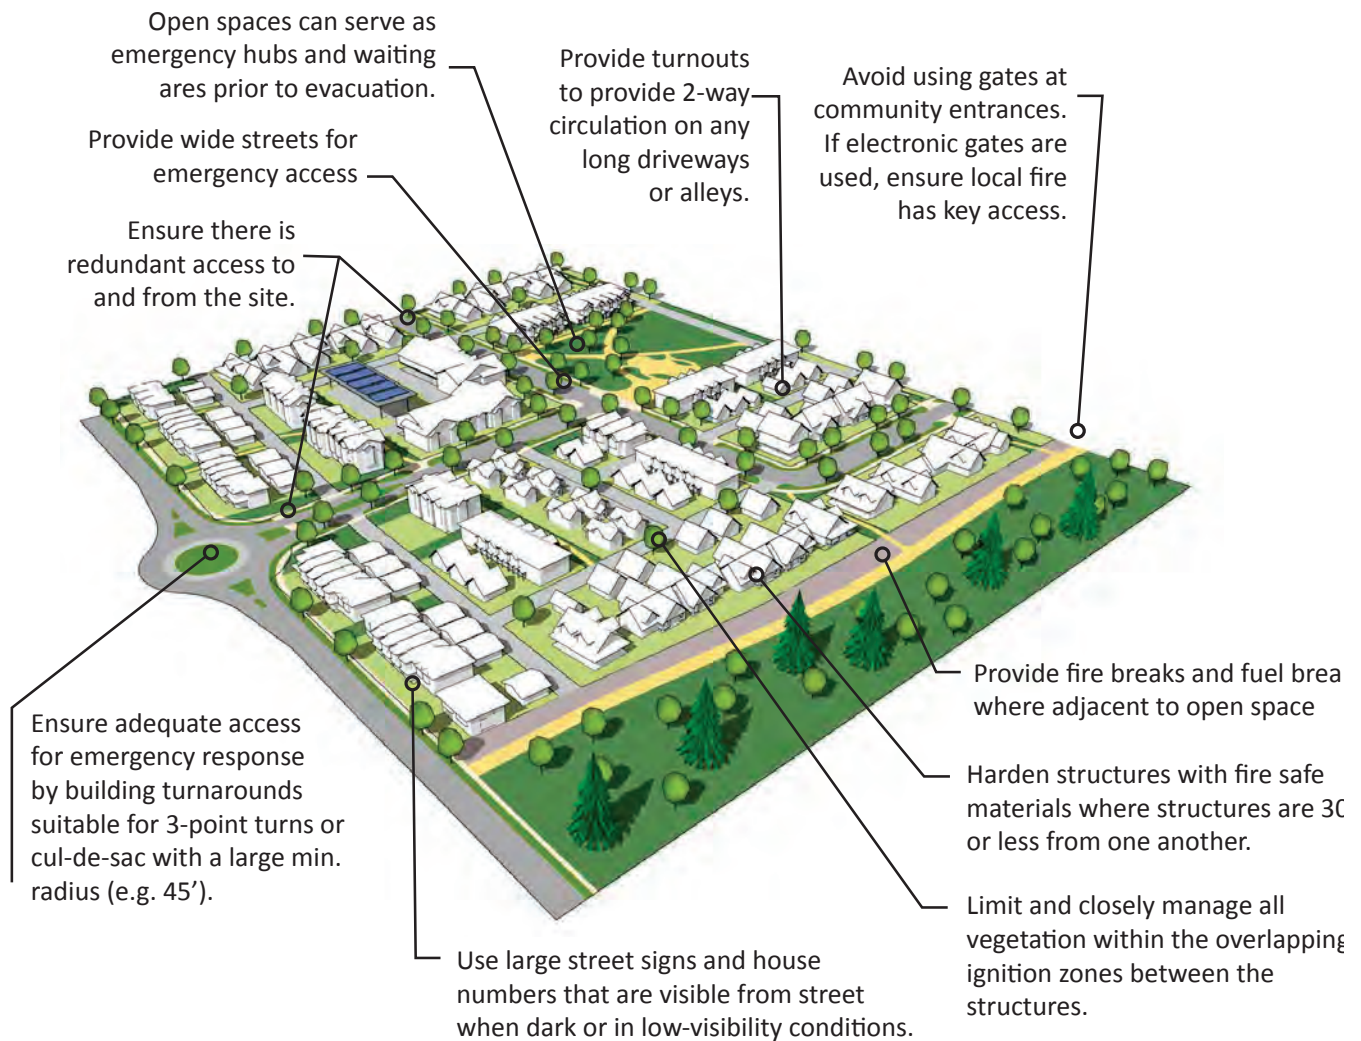 Open spaces can serve as
emergency hubs and waiting
ares prior to evacuation.
Provide turnouts
to provide 2-way
circulation on any
long driveways
or alleys.
Avoid using gates at
community entrances.
If electronic gates are
used, ensure local fire
has key access.
Provide wide streets for
emergency access
Ensure there is
redundant access to
and from the site.
Ensure adequate access
for emergency response
by building turnarounds
suitable for 3-point turns or
cul-de-sac with a large min.
radius (e.g. 45’).
Provide fire breaks and fuel brea
where adjacent to open space
Harden structures with fire safe
materials where structures are 30
or less from one another.
Limit and closely manage all
vegetation within the overlapping
ignition zones between the
structures.
Use large street signs and house
numbers that are visible from street
when dark or in low-visibility conditions.